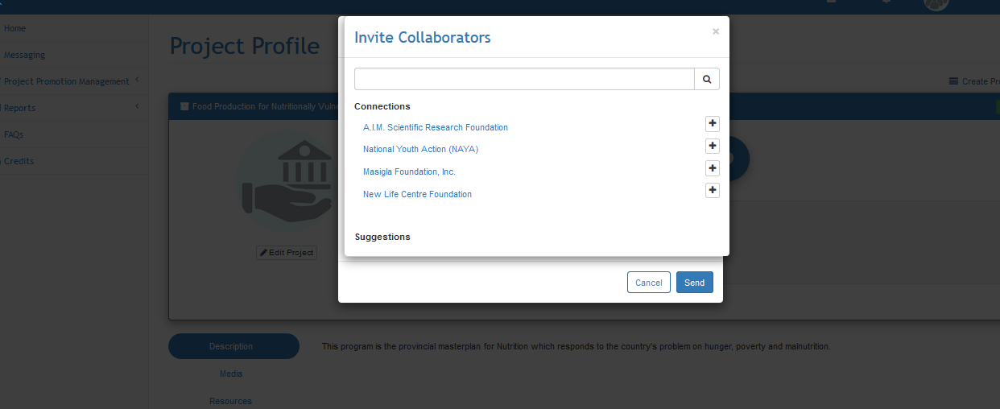 Home
Messaging
Project Promotion Management
Reports
FAQs
Credits
Project Profile
Create
Food Production for Nutritionally
Edit Project
Invite Collaborators
×
Connections
A.I.M. Scientific Research Foundation
National Youth Action (NAYA)
Masigla Foundation, Inc.
New Life Centre Foundation
Suggestions
Cancel Send
Description
This program is the provincial masterplan for Nutrition which responds to the country's problem on hunger, poverty and malnutrition.
Media
Resources